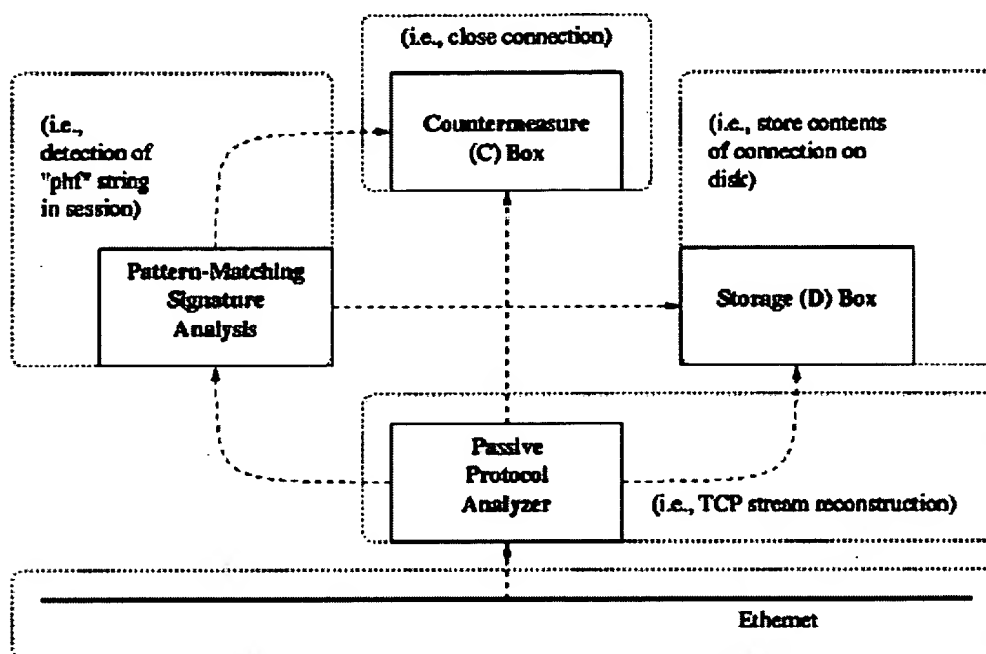 (i.e., close connection)
Countermeasure
(C) Box
(i.e.,
detection of
"phf" string
in session)
(i.e., store contents
of connection on
disk)
Pattern-Matching
Signature
Analysis
Storage (D) Box
Passive
Protocol
Analyzer
(i.e., TCP stream reconstruction)
Ethernet